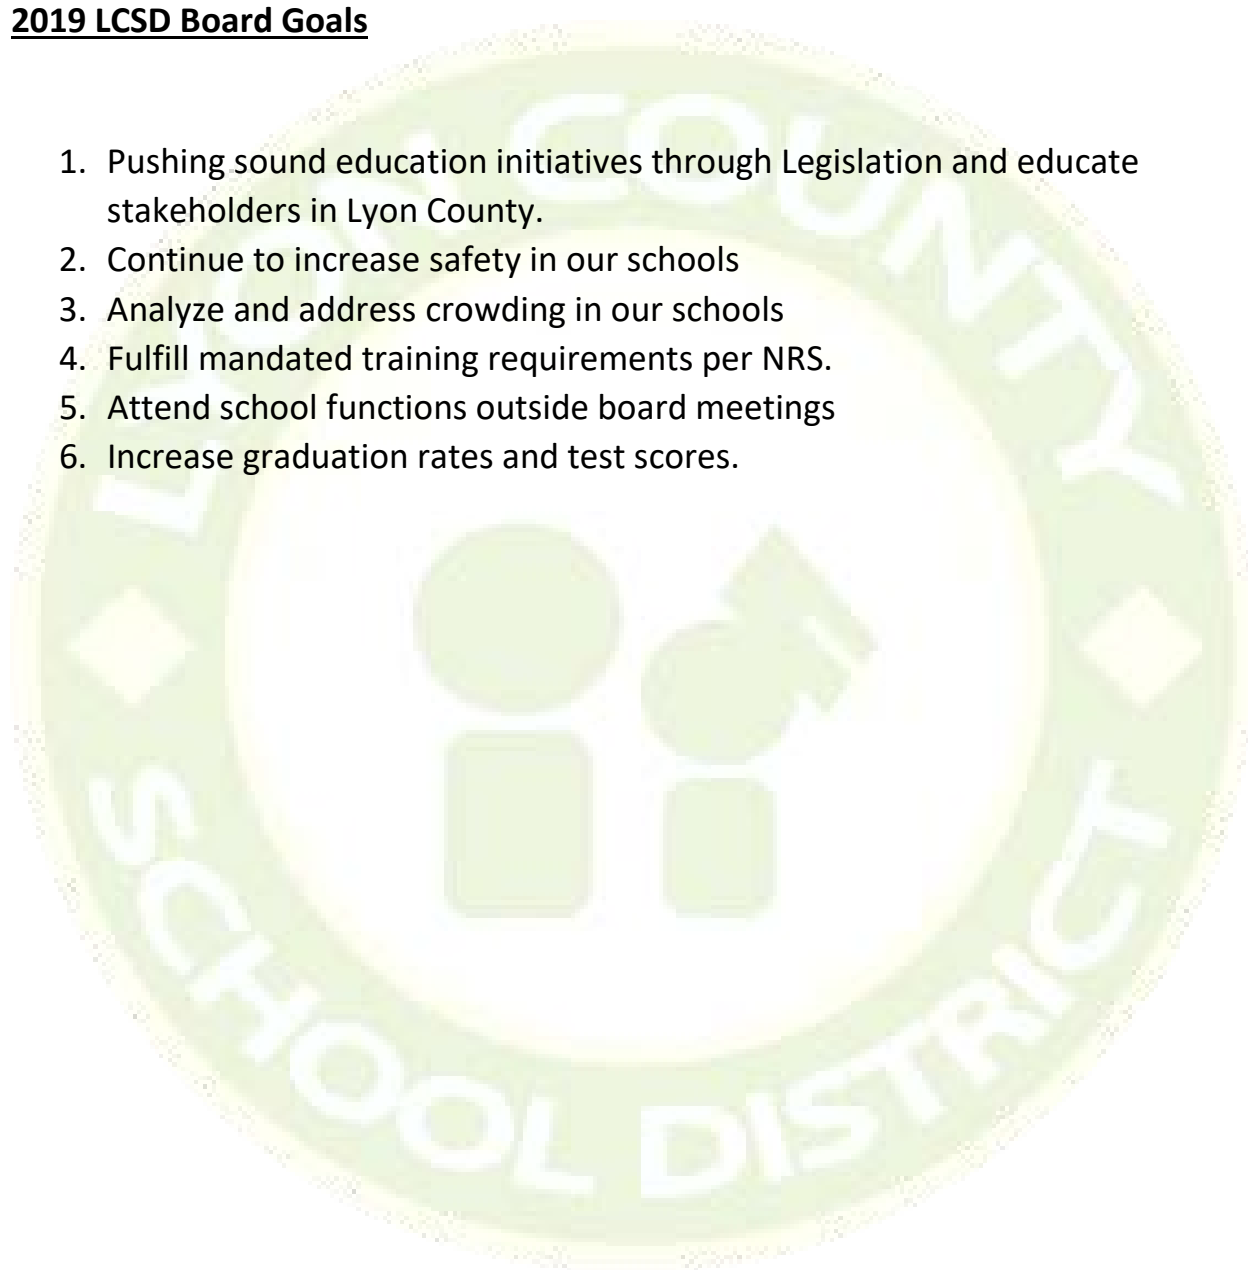 2019 LCSD Board Goals
1. Pushing sound education initiatives through Legislation and educate
stakeholders in Lyon County.
2. Continue to increase safety in our schools
3. Analyze and address crowding in our schools
4. Fulfill mandated training requirements per NRS.
5. Attend school functions outside board meetings
6. Increase graduation rates and test scores.
LYON COUNTY
SCHOOL DISTRICT